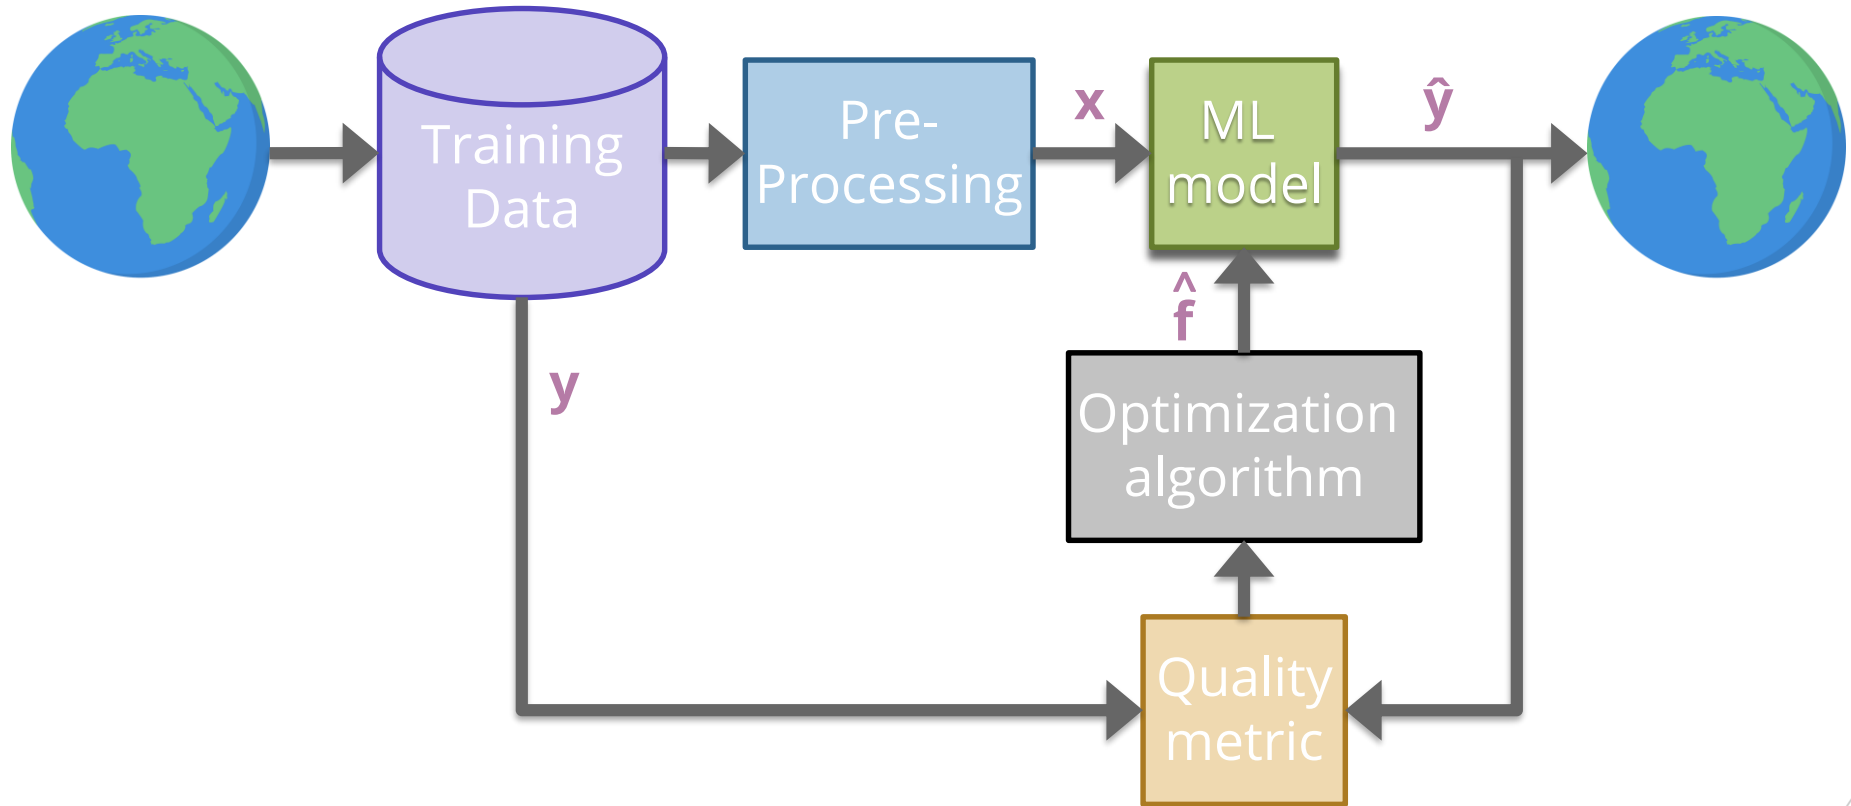 Training
Data
Pre-
Processing
x
ML
model
ŷ
f̂
y
Optimization
algorithm
Quality
metric